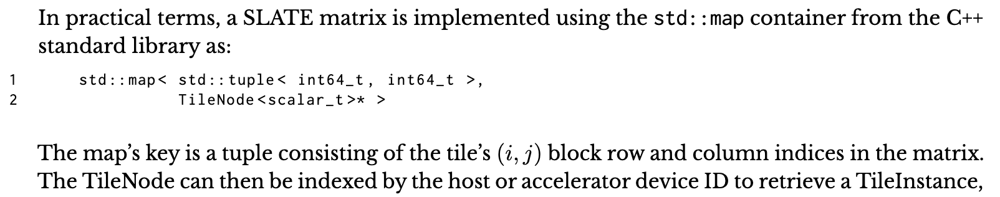 In practical terms, a SLATE matrix is implemented using the std::map container from the C++
standard library as:
1 std::map< std::tuple< int64_t, int64_t >,
2 TileNode<scalar_t>* >
The map’s key is a tuple consisting of the tile’s (i, j) block row and column indices in the matrix.
The TileNode can then be indexed by the host or accelerator device ID to retrieve a TileInstance,